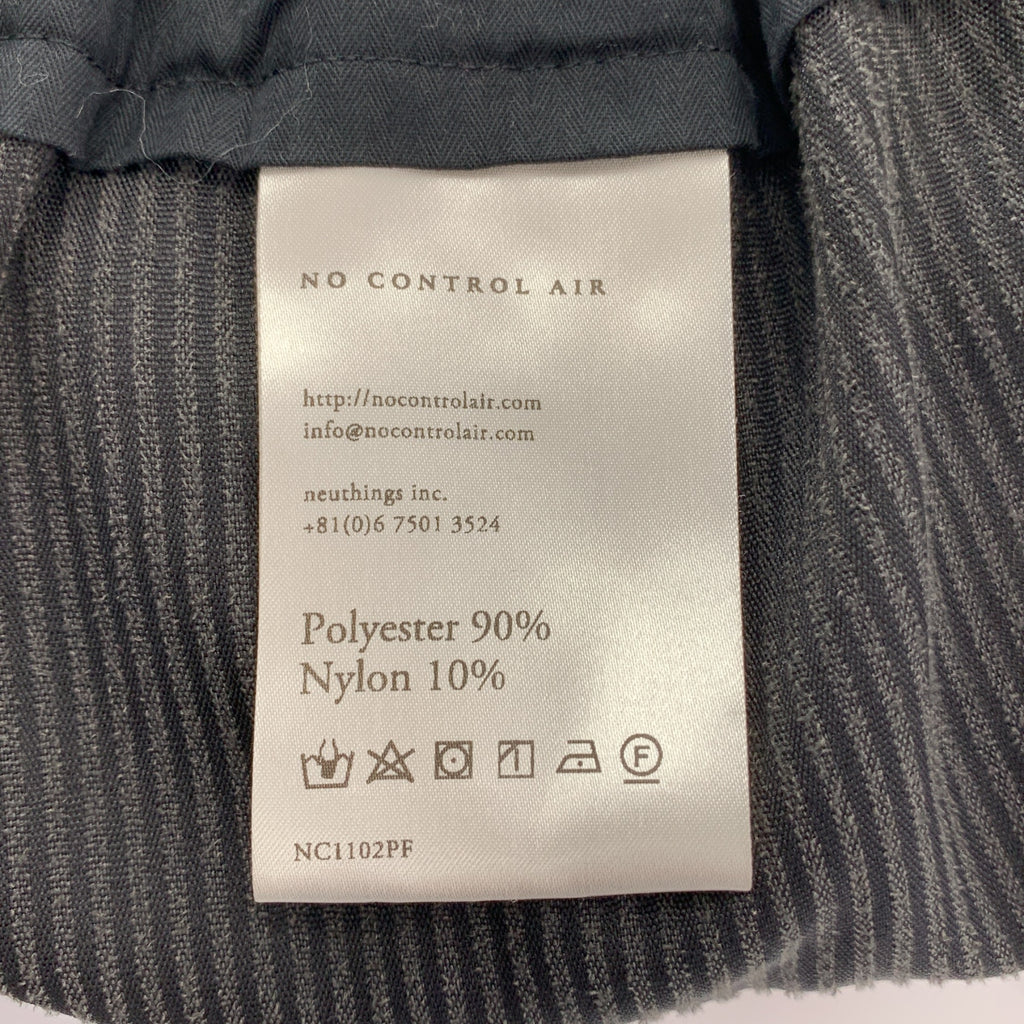 NO CONTROL AIR
http://nocontrolair.com
info@nocontrolair.com
neuthings inc.
+81(0)6 7501 3524
Polyester 90%
Nylon 10%
F
NC1102PF